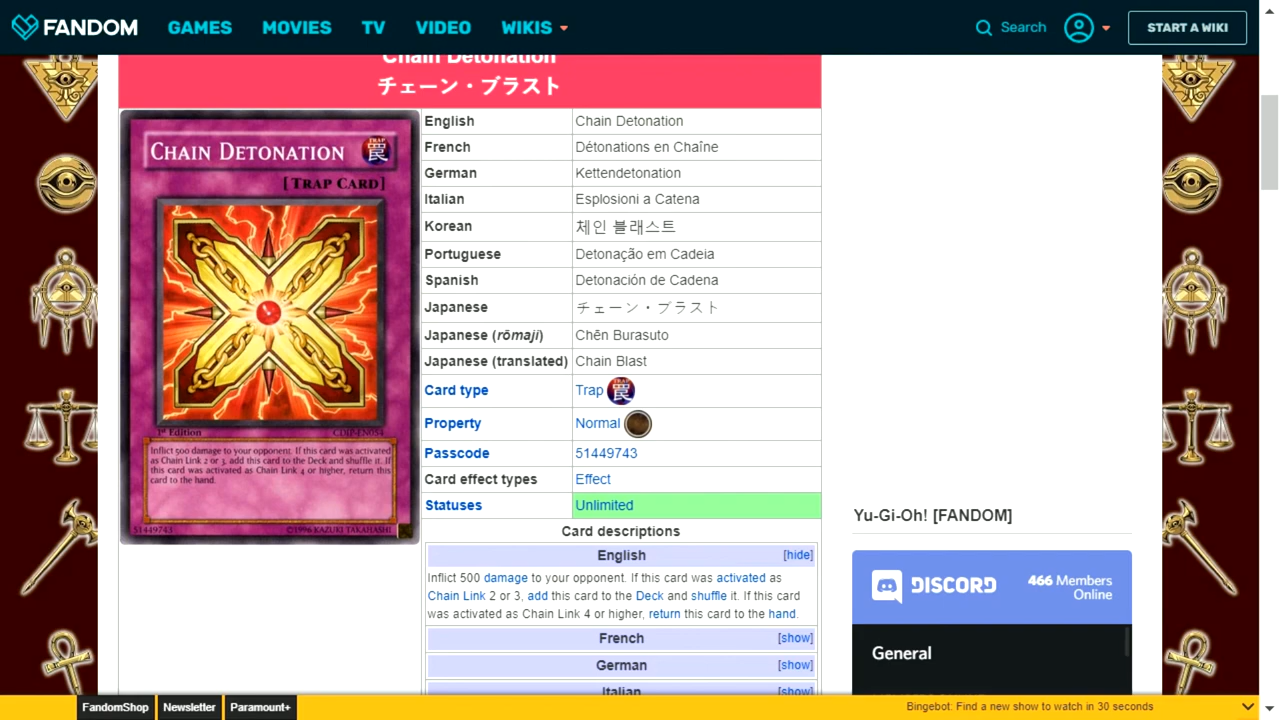 FANDOM
GAMES
MOVIES
TV
VIDEO
WIKIS
Search
START A WIKI
Chain Detonation
チェーン・ブラスト
CHAIN DETONATION
TRAP
罠
[TRAP CARD]
1st Edition
CDIP-EN054
Inflict 500 damage to your opponent. If this card was activated
as Chain Link 2 or 3, add this card to the Deck and shuffle it. If
this card was activated as Chain Link 4 or higher, return this
card to the hand.
51449743
©1996 KAZUKI TAKAHASHI
English Chain Detonation
French Détonations en Chaîne
German Kettendetonation
Italian Esplosioni a Catena
Korean 체인 블래스트
Portuguese Detonação em Cadeia
Spanish Detonación de Cadena
Japanese チェーン・ブラスト
Japanese (rōmaji) Chēn Burasuto
Japanese (translated) Chain Blast
Card type Trap TRAP 罠
Property Normal
Passcode 51449743
Card effect types Effect
Statuses Unlimited
Card descriptions
English [hide]
Inflict 500 damage to your opponent. If this card was activated as
Chain Link 2 or 3, add this card to the Deck and shuffle it. If this card
was activated as Chain Link 4 or higher, return this card to the hand.
French [show]
German [show]
Italian [show]
Yu-Gi-Oh! [FANDOM]
DISCORD
466 Members
Online
General
FandomShop
Newsletter
Paramount+
Bingebot: Find a new show to watch in 30 seconds